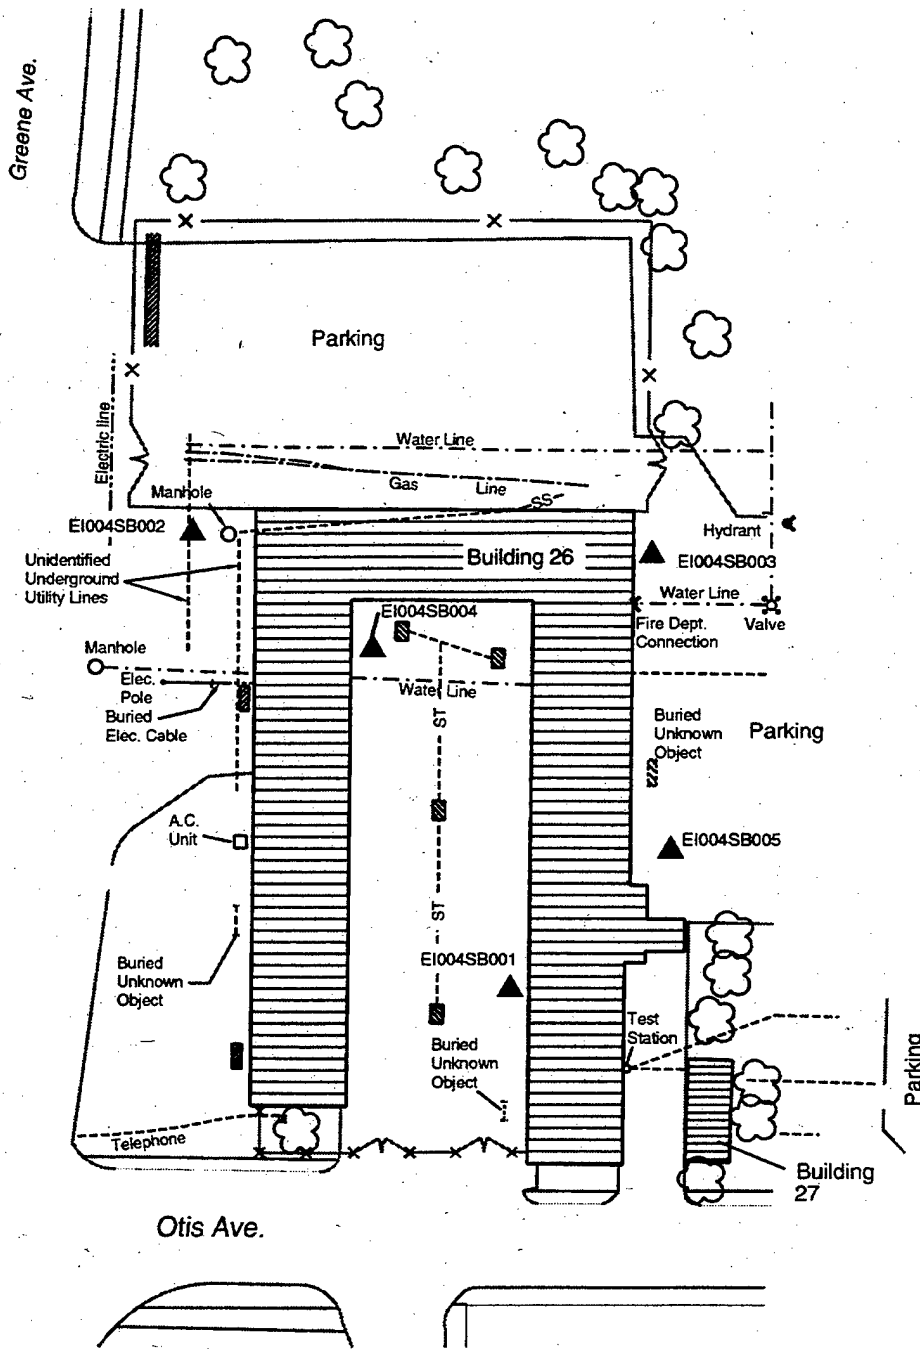 Greene Ave.
Parking
Electric line
Water Line
Gas Line
Manhole
SS
EI004SB002
Hydrant
Building 26
EI004SB003
Unidentified
Underground
Utility Lines
Water Line
EI004SB004
Fire Dept.
Connection
Valve
Manhole
Elec.
Pole
Water Line
Buried
Elec. Cable
ST
Buried
Unknown
Object
Parking
A.C.
Unit
EI004SB005
ST
EI004SB001
Buried
Unknown
Object
Test
Station
Buried
Unknown
Object
Parking
Telephone
Building
27
Otis Ave.